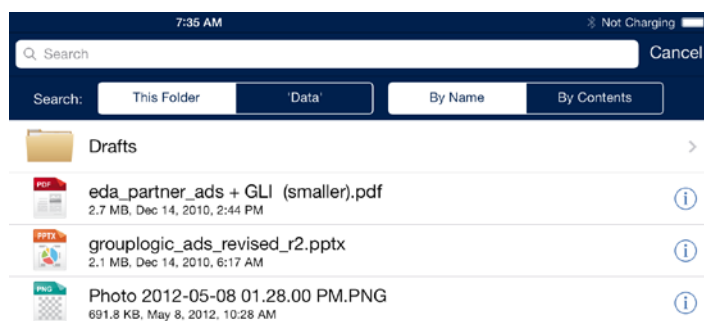 7:35 AM Not Charging
Search Cancel
Search: This Folder 'Data' By Name By Contents
Drafts
PDF eda_partner_ads + GLI (smaller).pdf
2.7 MB, Dec 14, 2010, 2:44 PM
PPTX grouplogic_ads_revised_r2.pptx
2.1 MB, Dec 14, 2010, 6:17 AM
PNG Photo 2012-05-08 01.28.00 PM.PNG
691.8 KB, May 8, 2012, 10:28 AM